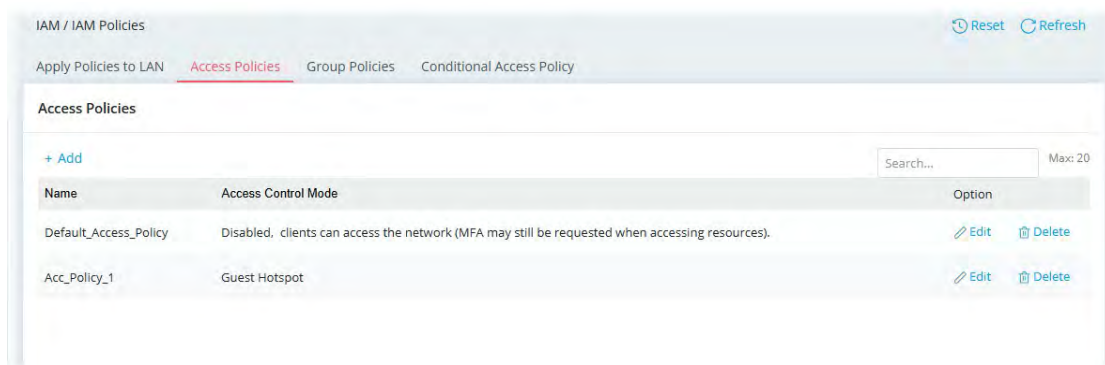 IAM / IAM Policies Reset Refresh
Apply Policies to LAN Access Policies Group Policies Conditional Access Policy
Access Policies
+ Add Search... Max: 20
Name Access Control Mode Option
Default_Access_Policy Disabled, clients can access the network (MFA may still be requested when accessing resources). Edit Delete
Acc_Policy_1 Guest Hotspot Edit Delete